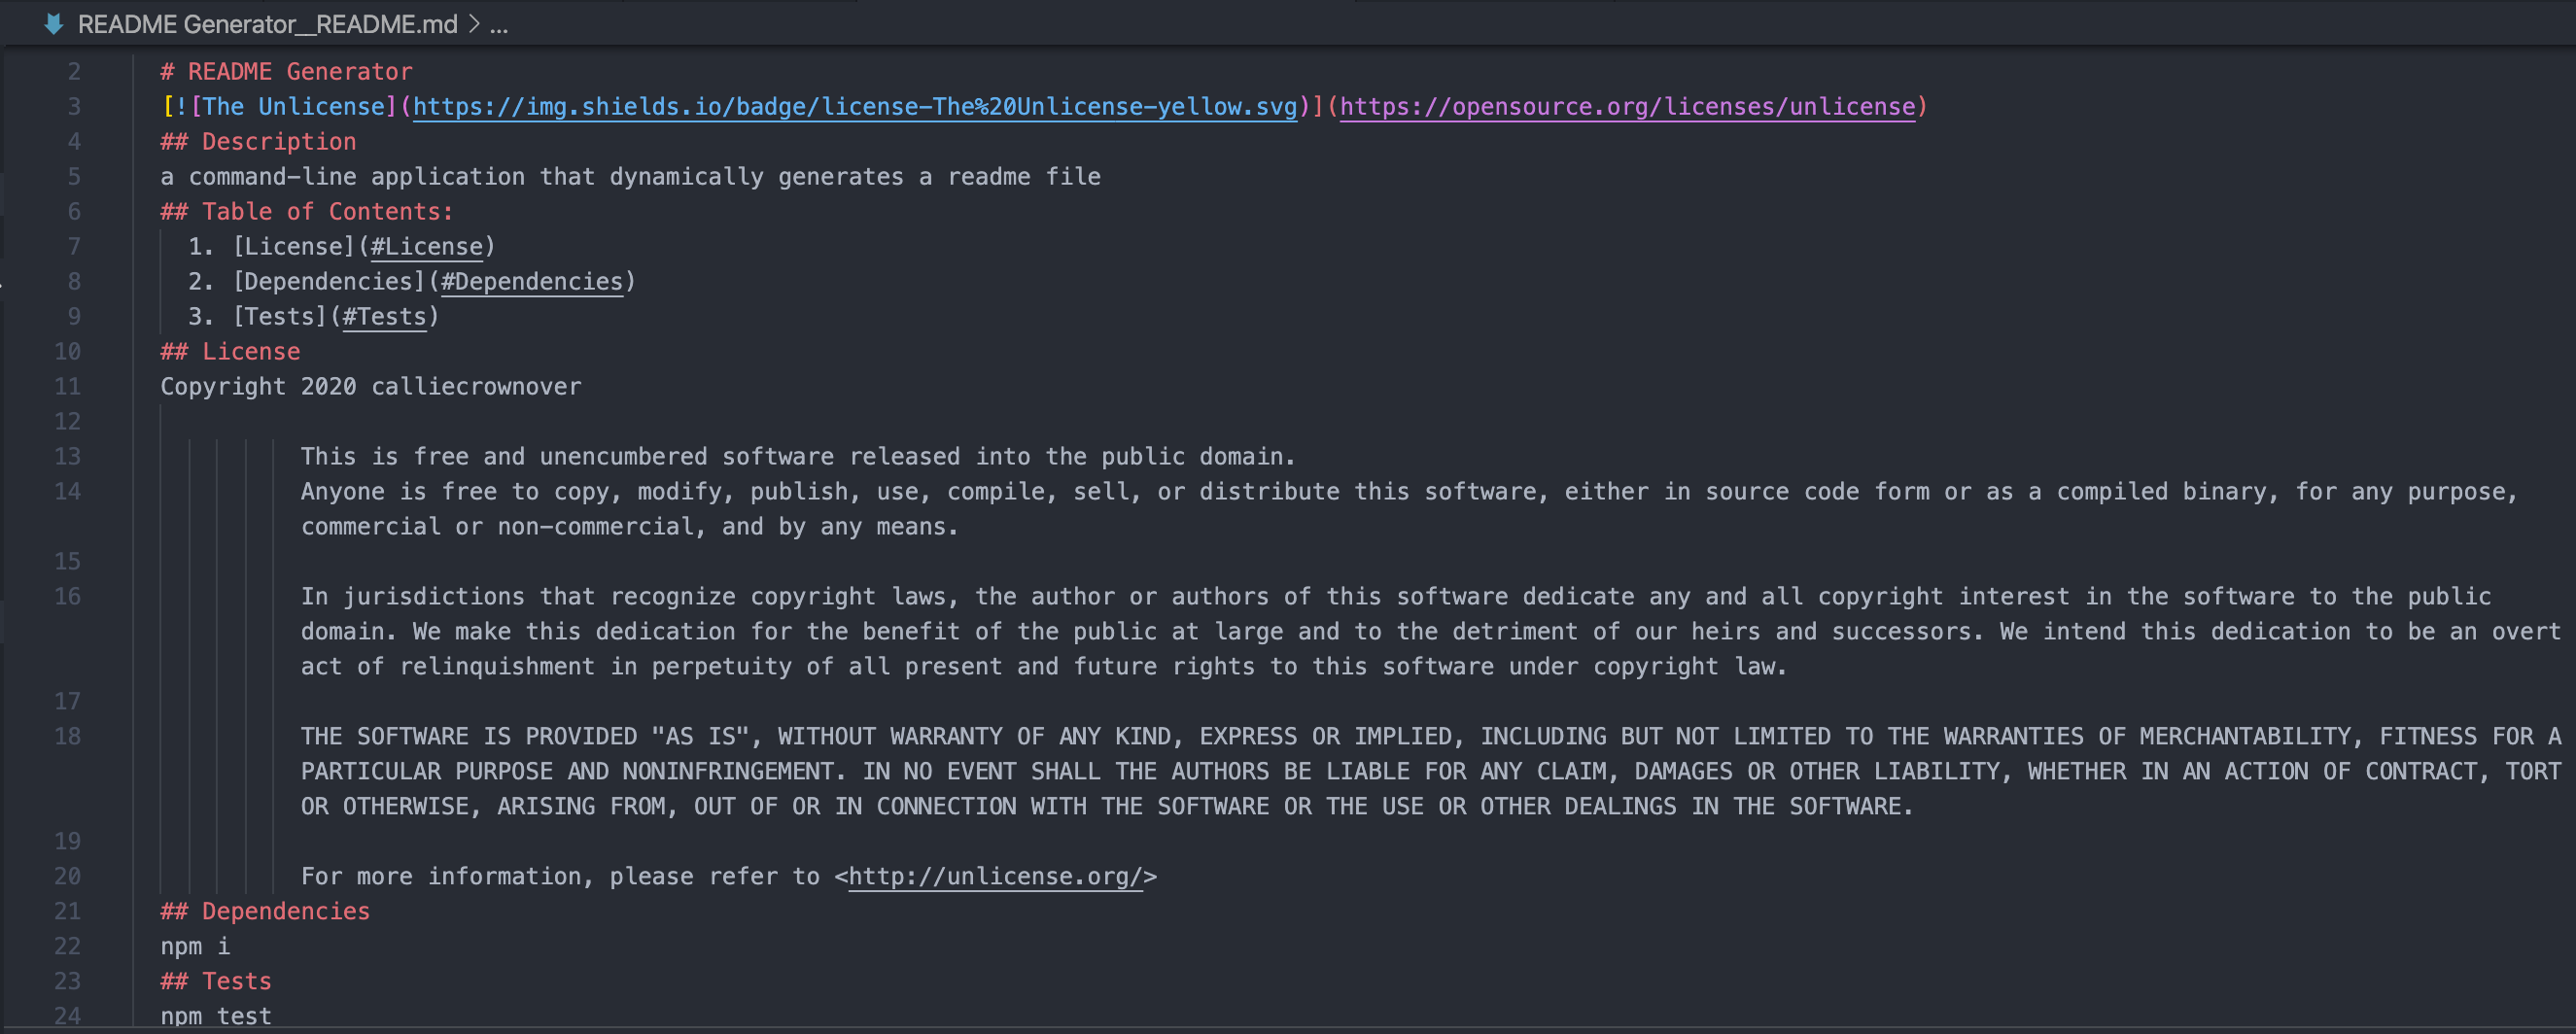 README Generator__README.md > ...
2 # README Generator
3 [![The Unlicense](https://img.shields.io/badge/license-The%20Unlicense-yellow.svg)](https://opensource.org/licenses/unlicense)
4 ## Description
5 a command-line application that dynamically generates a readme file
6 ## Table of Contents:
7 1. [License](#License)
8 2. [Dependencies](#Dependencies)
9 3. [Tests](#Tests)
10 ## License
11 Copyright 2020 calliecrownover
12
13 This is free and unencumbered software released into the public domain.
14 Anyone is free to copy, modify, publish, use, compile, sell, or distribute this software, either in source code form or as a compiled binary, for any purpose,
commercial or non-commercial, and by any means.
15
16 In jurisdictions that recognize copyright laws, the author or authors of this software dedicate any and all copyright interest in the software to the public
domain. We make this dedication for the benefit of the public at large and to the detriment of our heirs and successors. We intend this dedication to be an overt
act of relinquishment in perpetuity of all present and future rights to this software under copyright law.
17
18 THE SOFTWARE IS PROVIDED "AS IS", WITHOUT WARRANTY OF ANY KIND, EXPRESS OR IMPLIED, INCLUDING BUT NOT LIMITED TO THE WARRANTIES OF MERCHANTABILITY, FITNESS FOR A
PARTICULAR PURPOSE AND NONINFRINGEMENT. IN NO EVENT SHALL THE AUTHORS BE LIABLE FOR ANY CLAIM, DAMAGES OR OTHER LIABILITY, WHETHER IN AN ACTION OF CONTRACT, TORT
OR OTHERWISE, ARISING FROM, OUT OF OR IN CONNECTION WITH THE SOFTWARE OR THE USE OR OTHER DEALINGS IN THE SOFTWARE.
19
20 For more information, please refer to <http://unlicense.org/>
21 ## Dependencies
22 npm i
23 ## Tests
24 npm test